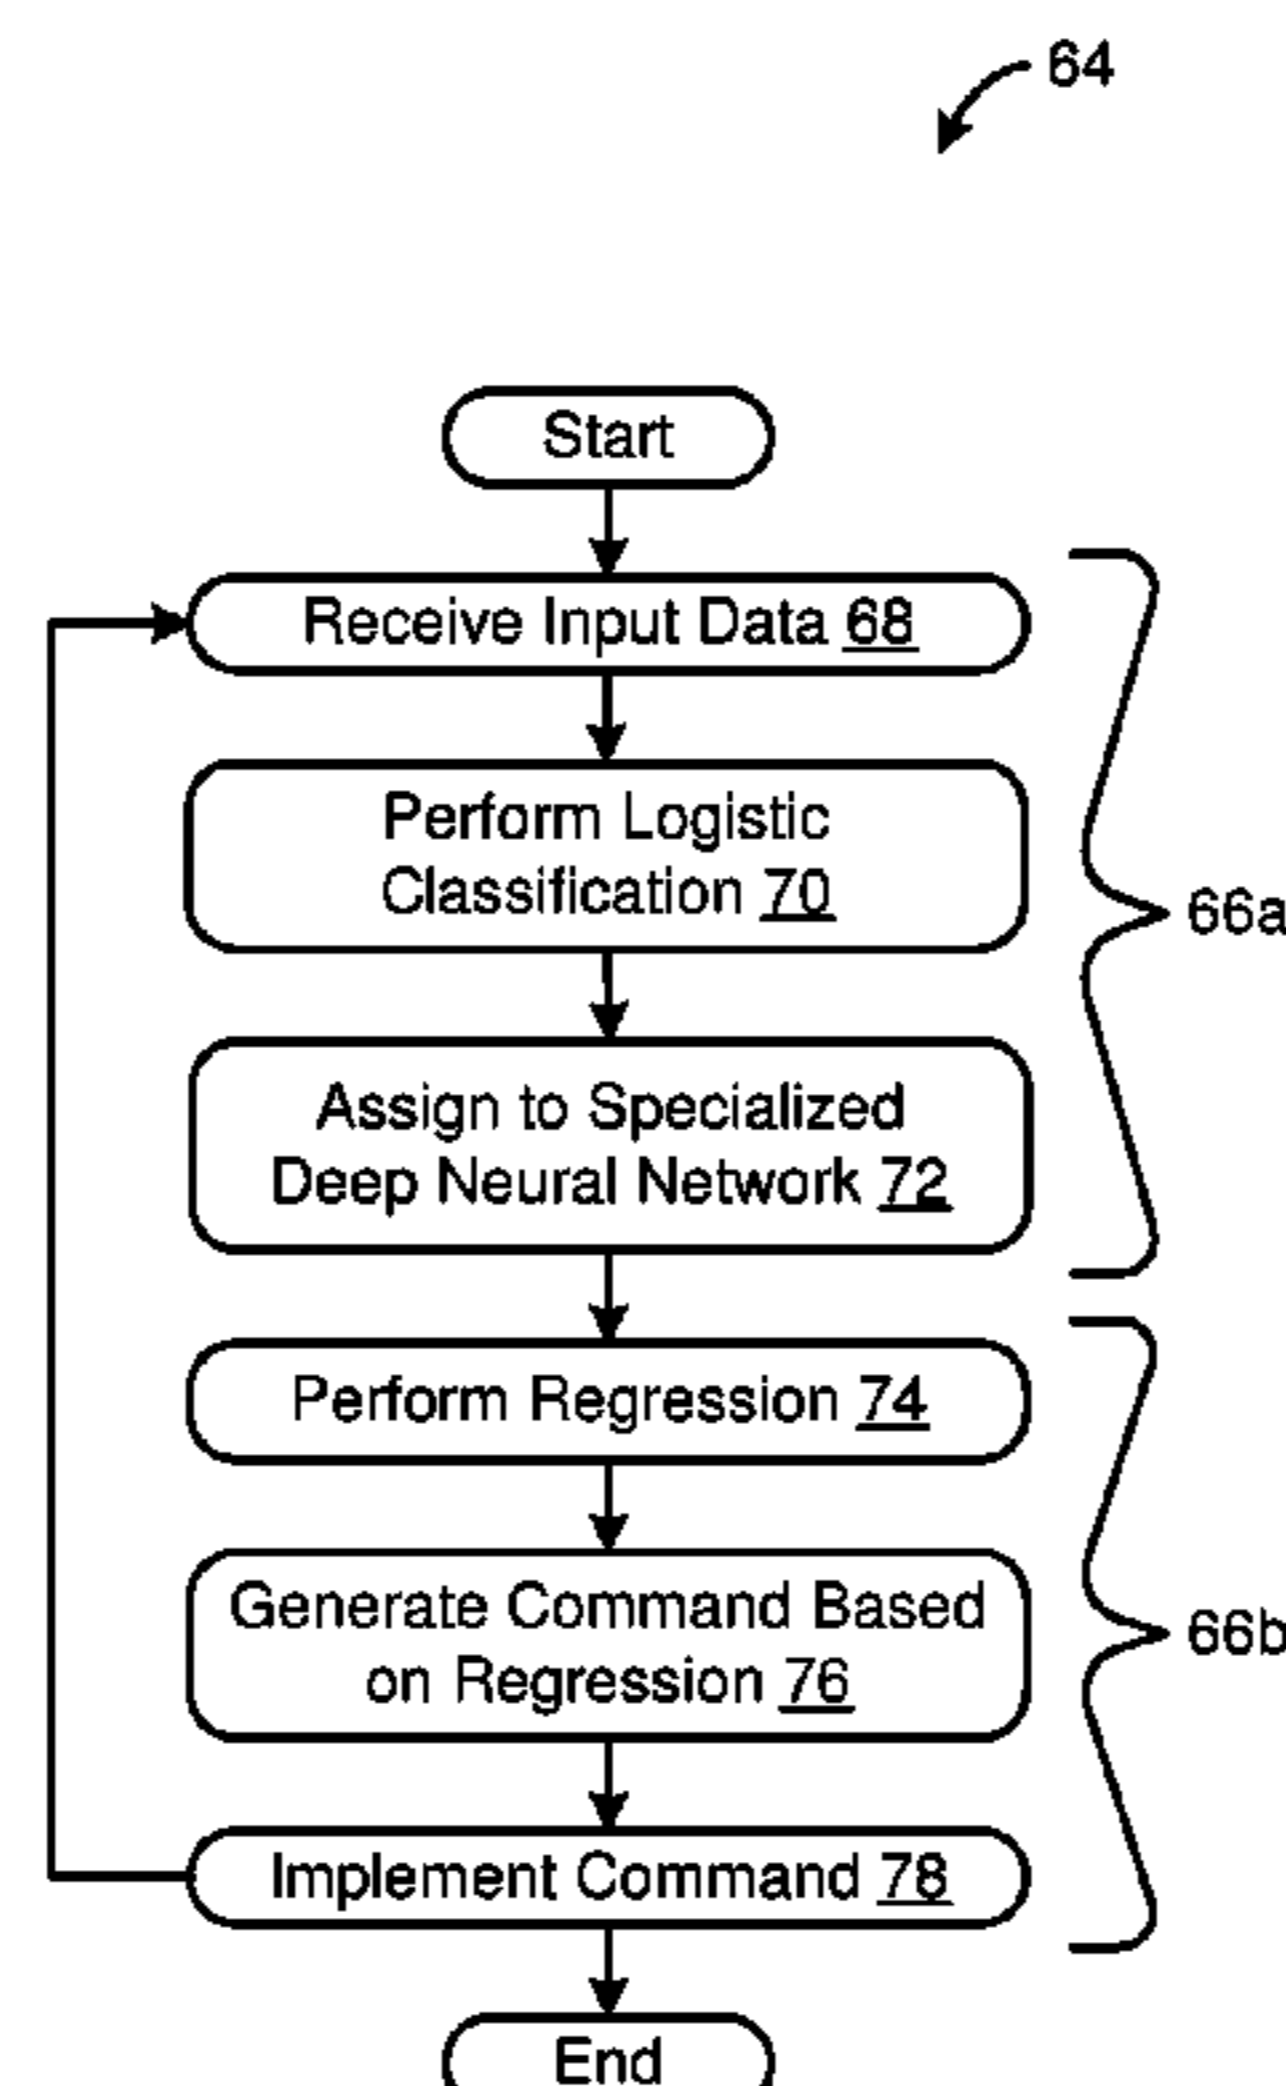 64
Start
Receive Input Data 68
Perform Logistic
Classification 70
Assign to Specialized
Deep Neural Network 72
66a
Perform Regression 74
Generate Command Based
on Regression 76
66b
Implement Command 78
End